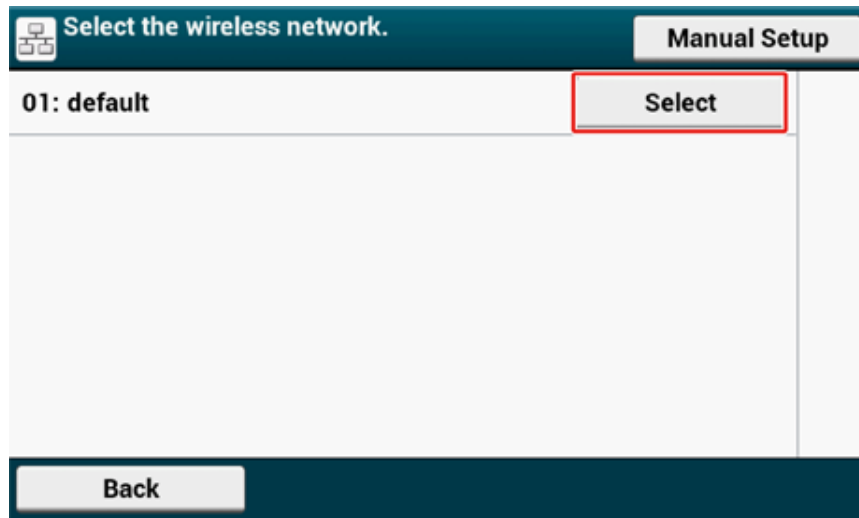 Select the wireless network.
Manual Setup
01: default
Select
Back